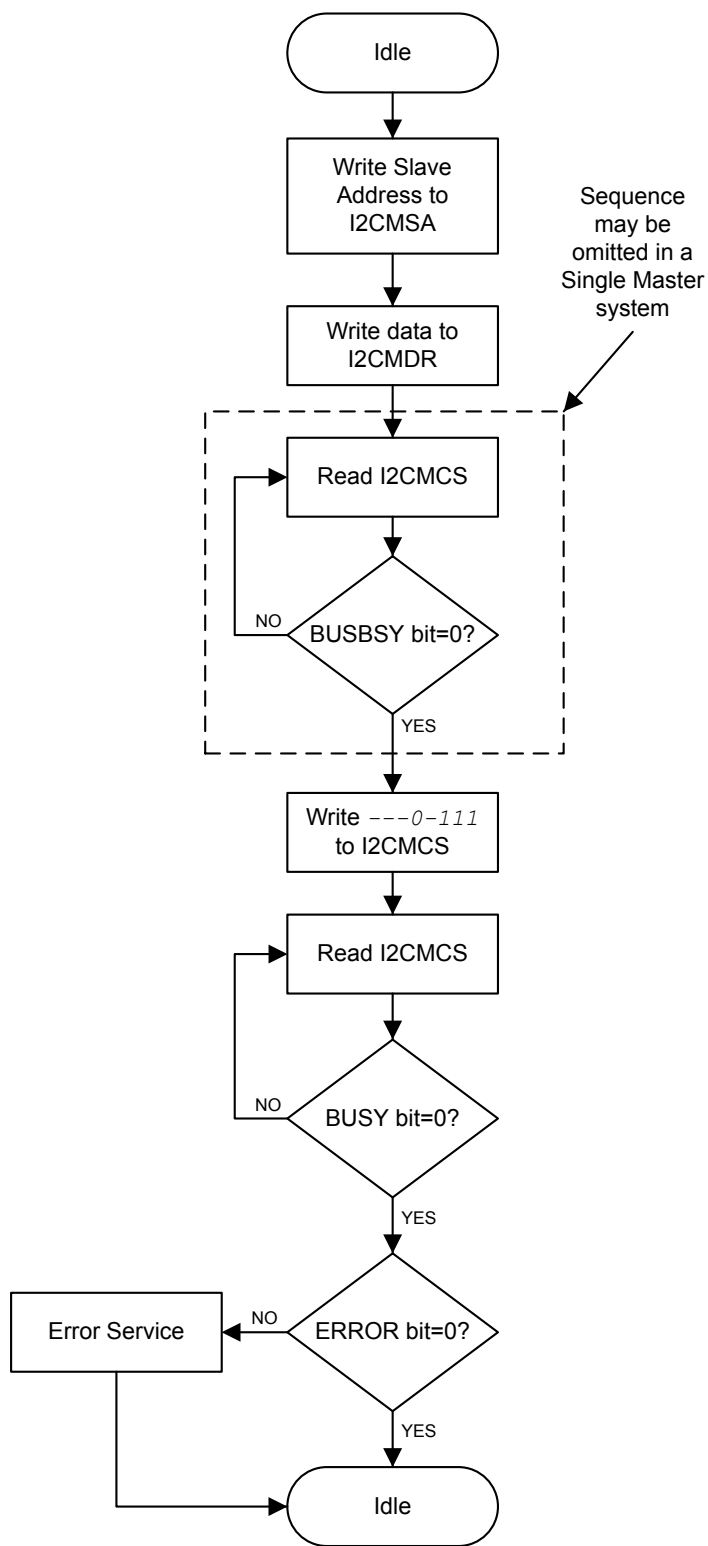 Idle
Write Slave
Address to
I2CMSA
Sequence
may be
omitted in a
Single Master
system
Write data to
I2CMDR
Read I2CMCS
NO
BUSBSY bit=0?
YES
Write ---0-111
to I2CMCS
Read I2CMCS
NO
BUSY bit=0?
YES
Error Service
NO
ERROR bit=0?
YES
Idle